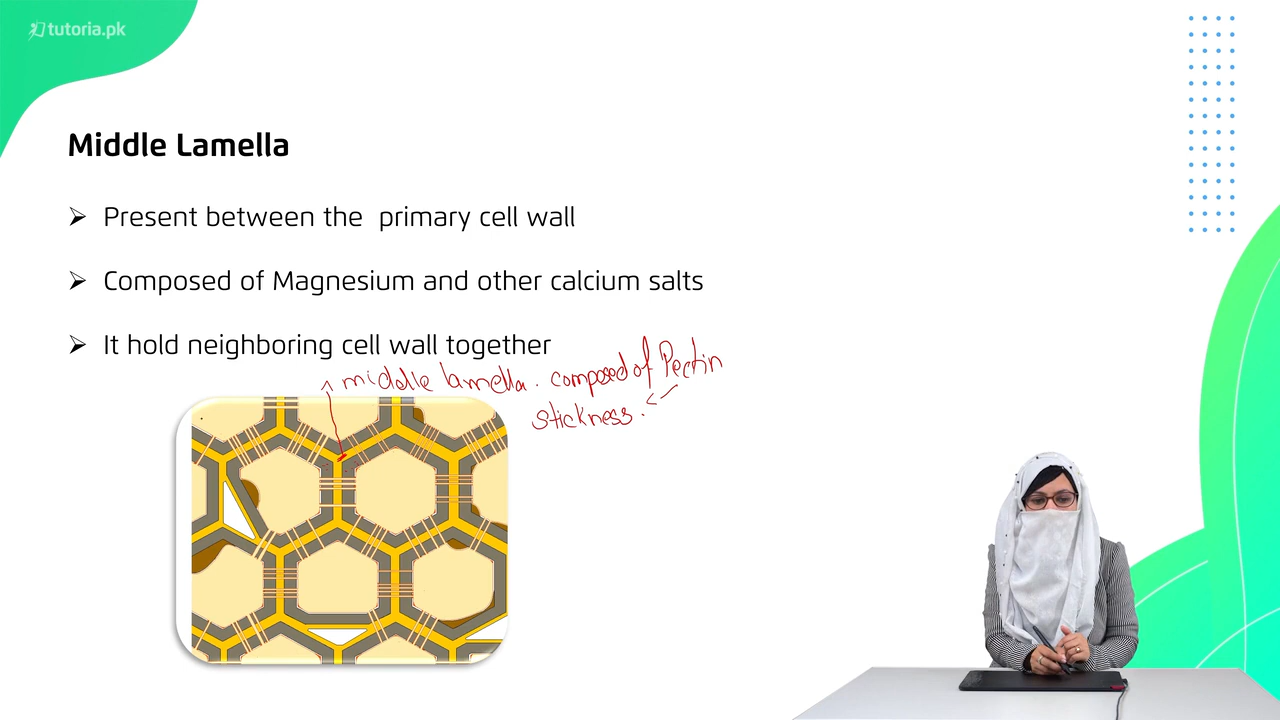 tutoria.pk
Middle Lamella
➢ Present between the primary cell wall
➢ Composed of Magnesium and other calcium salts
➢ It hold neighboring cell wall together
middle lamella. composed of Pectin
stickness.